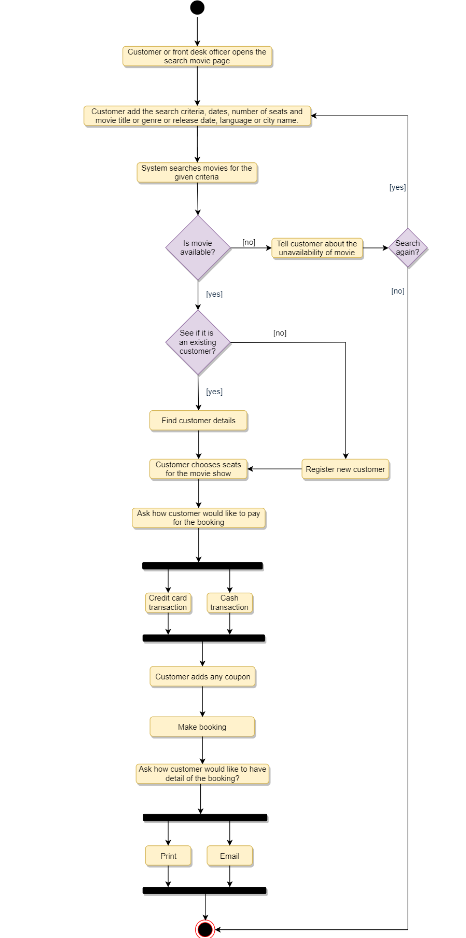 Customer or front desk officer opens the
search movie page
Customer add the search criteria, dates, number of seats and
movie title or genre or release date, language or city name.
System searches movies for the
given criteria
[yes]
Is movie
available?
[no]
Tell customer about the
unavailability of movie
Search
again?
[yes]
[no]
See if it is
an existing
customer?
[no]
[yes]
Find customer details
Customer chooses seats
for the movie show
Register new customer
Ask how customer would like to pay
for the booking
Credit card
transaction
Cash
transaction
Customer adds any coupon
Make booking
Ask how customer would like to have
detail of the booking?
Print
Email